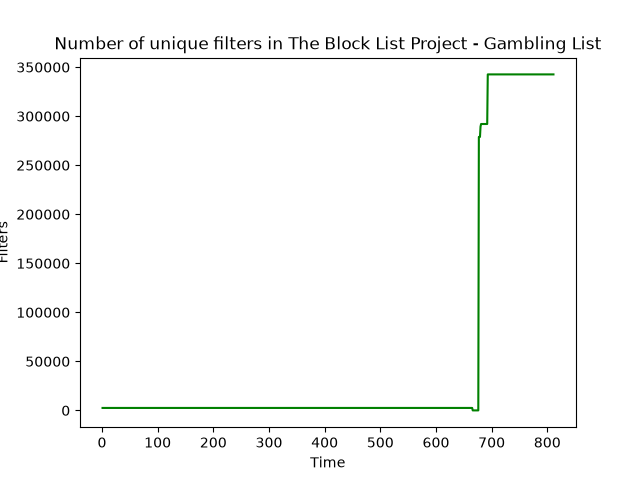 Number of unique filters in The Block List Project - Gambling List
350000
300000
250000
200000
150000
100000
50000
0
Filters
0 100 200 300 400 500 600 700 800
Time